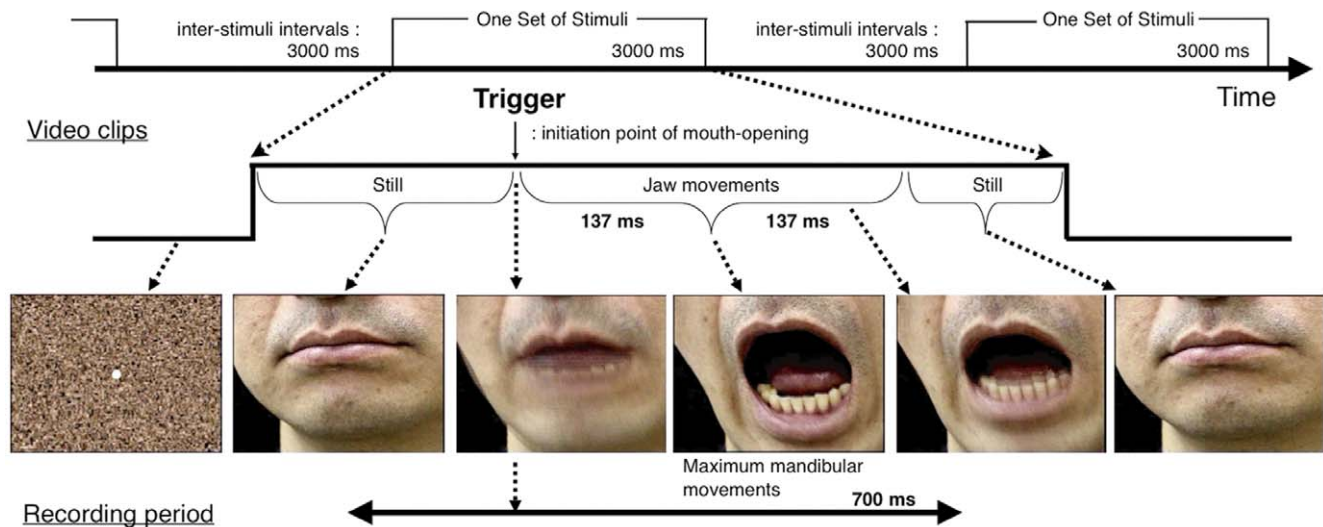 inter-stimuli intervals :
3000 ms
One Set of Stimuli
3000 ms
inter-stimuli intervals :
3000 ms
One Set of Stimuli
3000 ms
Time
Trigger
: initiation point of mouth-opening
Video clips
Still
Jaw movements
Still
137 ms
137 ms
Maximum mandibular
movements
700 ms
Recording period